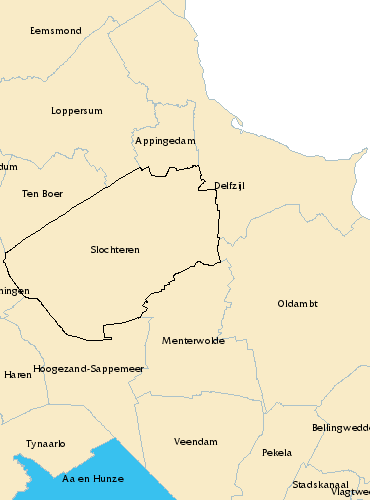 Eemsmond
Loppersum
Appingedam
dum
Ten Boer
Delfzijl
Slochteren
ningen
Oldambt
Menterwolde
Hoogezand-Sappemeer
Haren
Bellingwedde
Tynaarlo
Veendam
Pekela
Aa en Hunze
Stadskanaal
Vlagtwedde